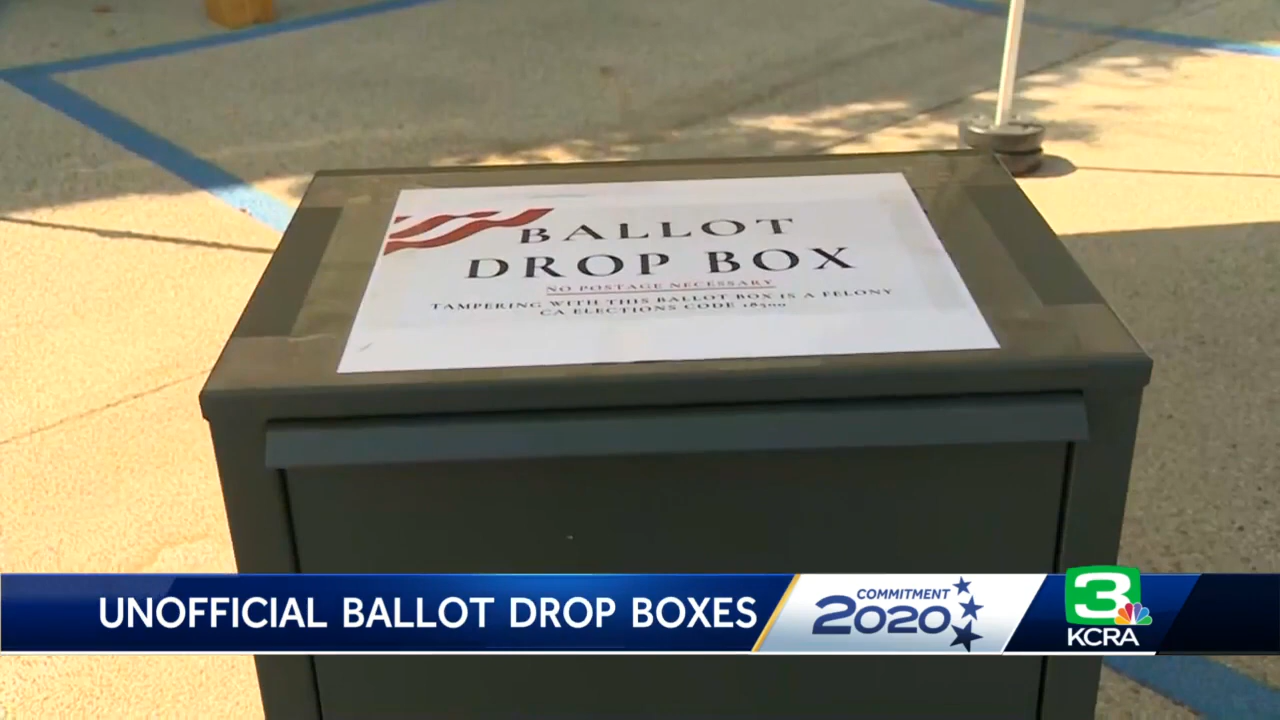 BALLOT
DROP BOX
NO POSTAGE NECESSARY
TAMPERING WITH THIS BALLOT BOX IS A FELONY
CA ELECTIONS CODE 18500
UNOFFICIAL BALLOT DROP BOXES
COMMITMENT
2020
3
KCRA